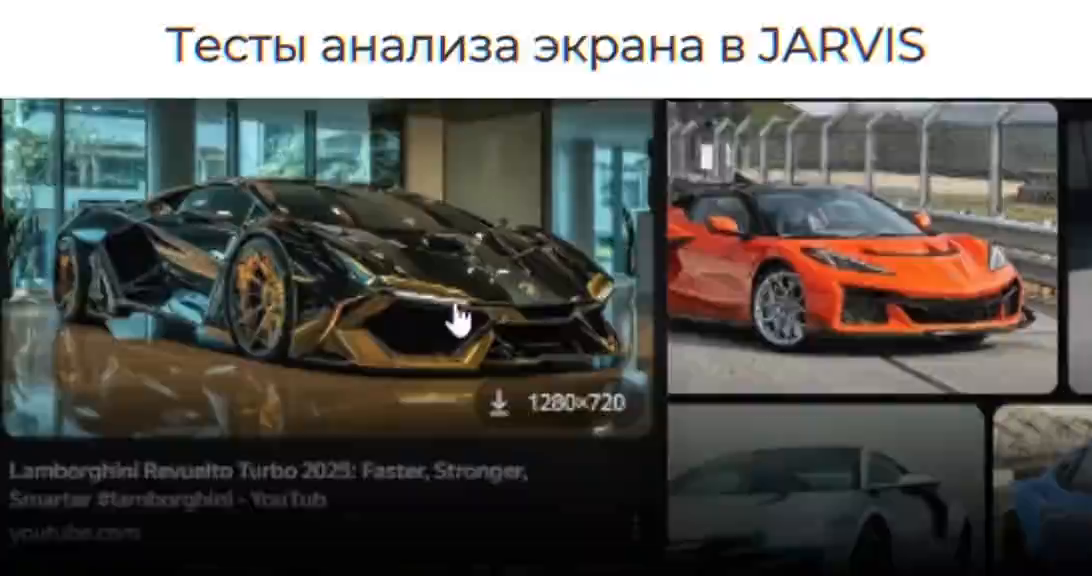 Тесты анализа экрана в JARVIS
1280×720
Lamborghini Revuelto Turbo 2025: Faster, Stronger,
Smarter #lamborghini - YouTub
youtube.com